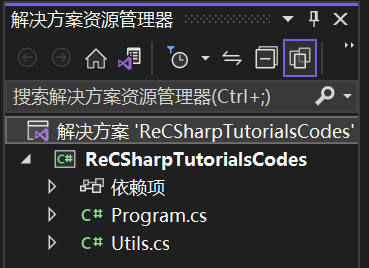 解决方案资源管理器
搜索解决方案资源管理器(Ctrl+;)
解决方案 'ReCSharpTutorialsCodes'
C# ReCSharpTutorialsCodes
依赖项
C# Program.cs
C# Utils.cs